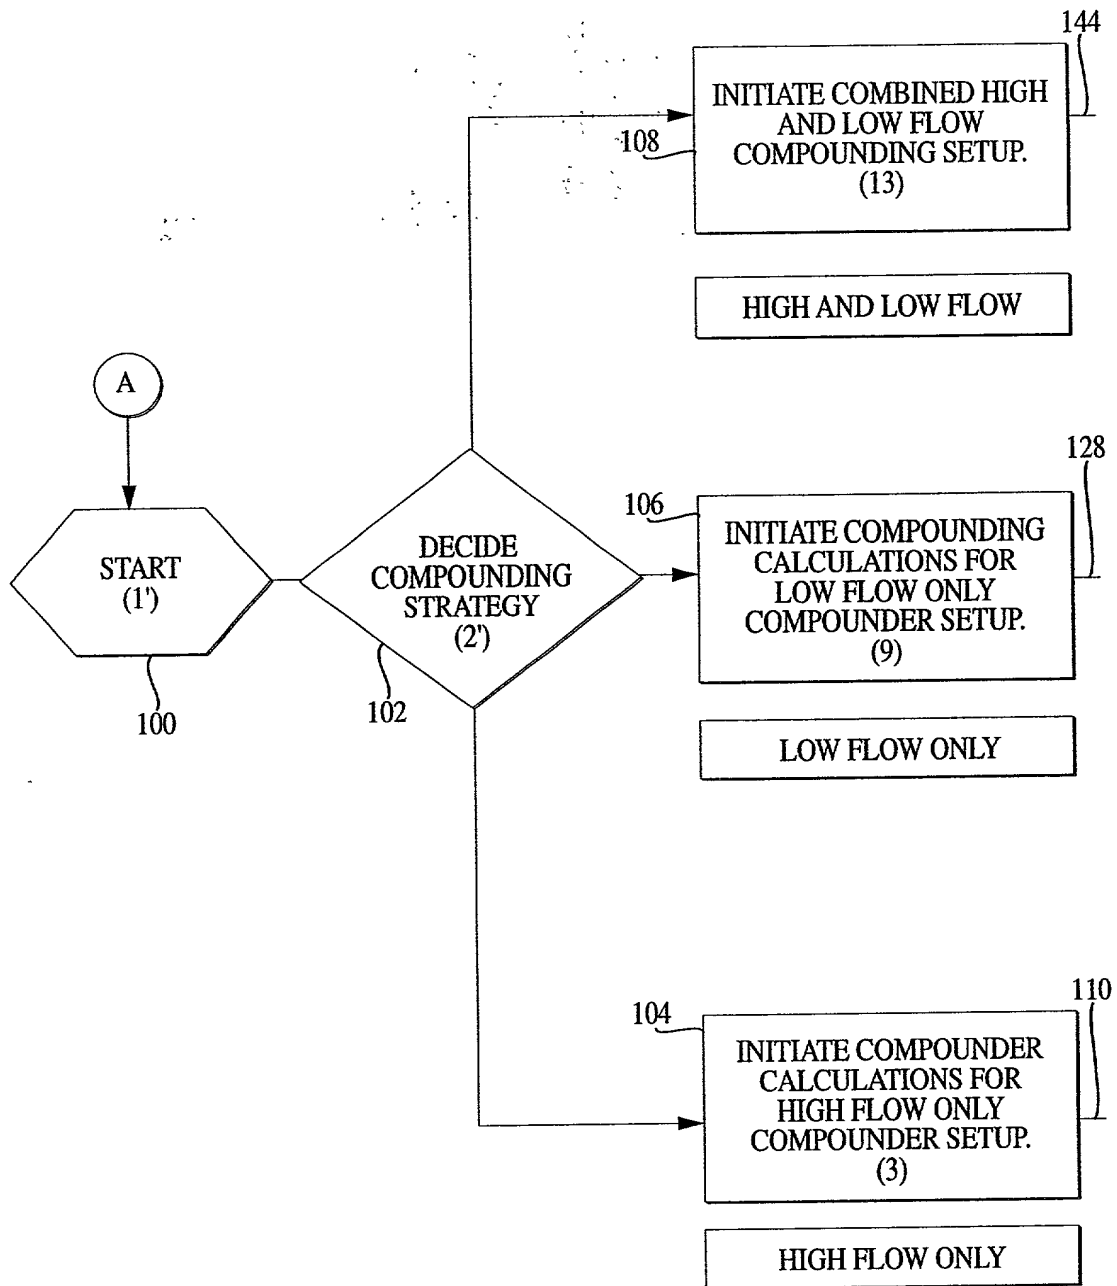 144
INITIATE COMBINED HIGH
AND LOW FLOW
COMPOUNDING SETUP.
(13)
108
HIGH AND LOW FLOW
A
START
(1')
100
DECIDE
COMPOUNDING
STRATEGY
(2')
102
128
106
INITIATE COMPOUNDING
CALCULATIONS FOR
LOW FLOW ONLY
COMPOUNDER SETUP.
(9)
LOW FLOW ONLY
110
104
INITIATE COMPOUNDER
CALCULATIONS FOR
HIGH FLOW ONLY
COMPOUNDER SETUP.
(3)
HIGH FLOW ONLY